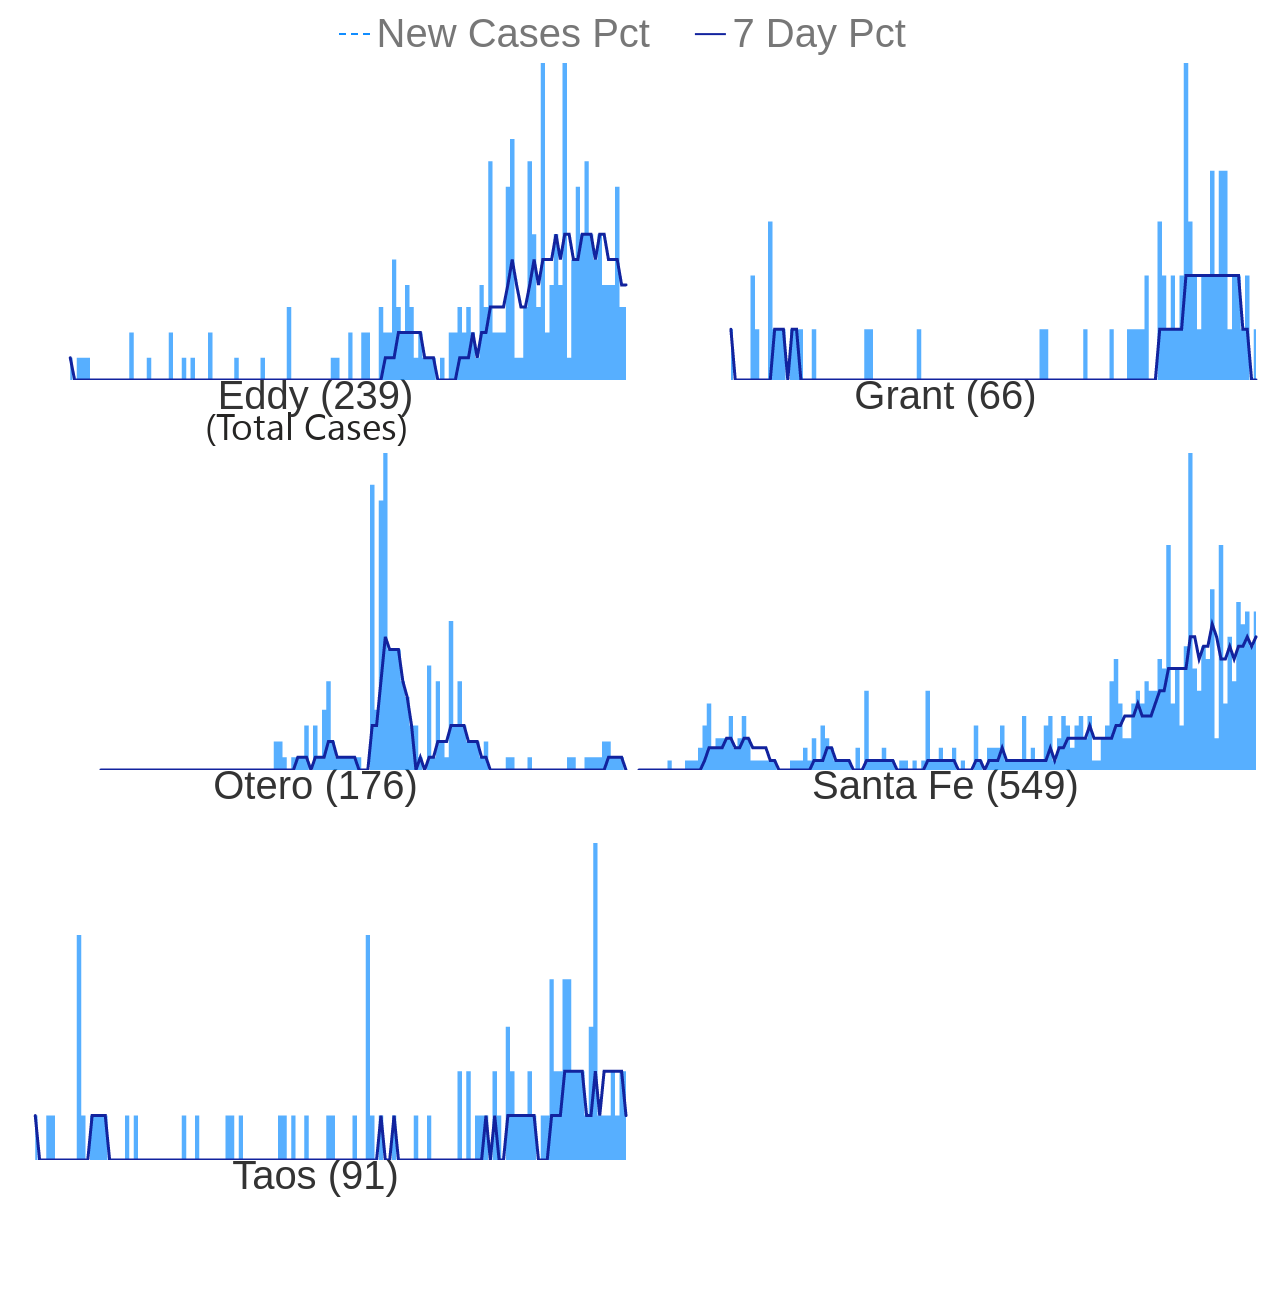 New Cases Pct 7 Day Pct
Eddy (239) Grant (66)
(Total Cases)
Otero (176) Santa Fe (549)
Taos (91)